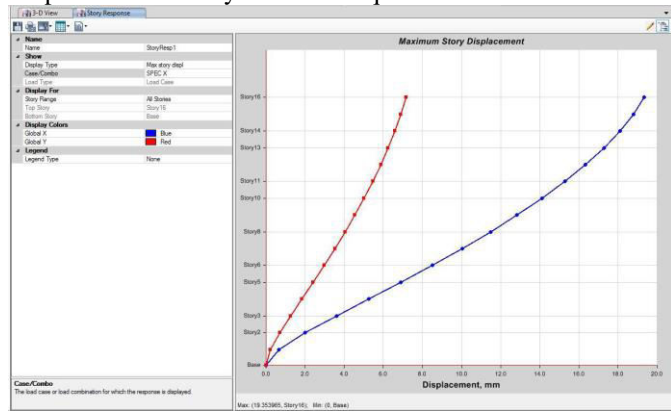 3-D View
Story Response
Name
Name StoryResp1
Show
Display Type Max story displ
Case/Combo SPEC X
Load Type Load Case
Display For
Story Range All Stories
Top Story Story16
Bottom Story Base
Display Colors
Global X Blue
Global Y Red
Legend
Legend Type None
Case/Combo
The load case or load combination for which the response is displayed.
Maximum Story Displacement
Story16
Story14
Story13
Story11
Story10
Story8
Story6
Story5
Story3
Story2
Base
0.0 2.0 4.0 6.0 8.0 10.0 12.0 14.0 16.0 18.0 20.0
Displacement, mm
Max: (19.353965, Story16); Min: (0, Base)